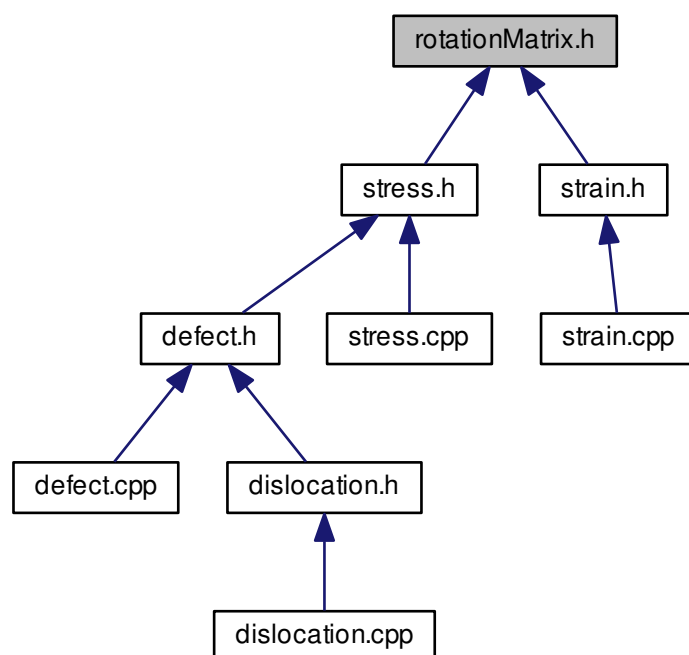 rotationMatrix.h
stress.h
strain.h
defect.h
stress.cpp
strain.cpp
defect.cpp
dislocation.h
dislocation.cpp